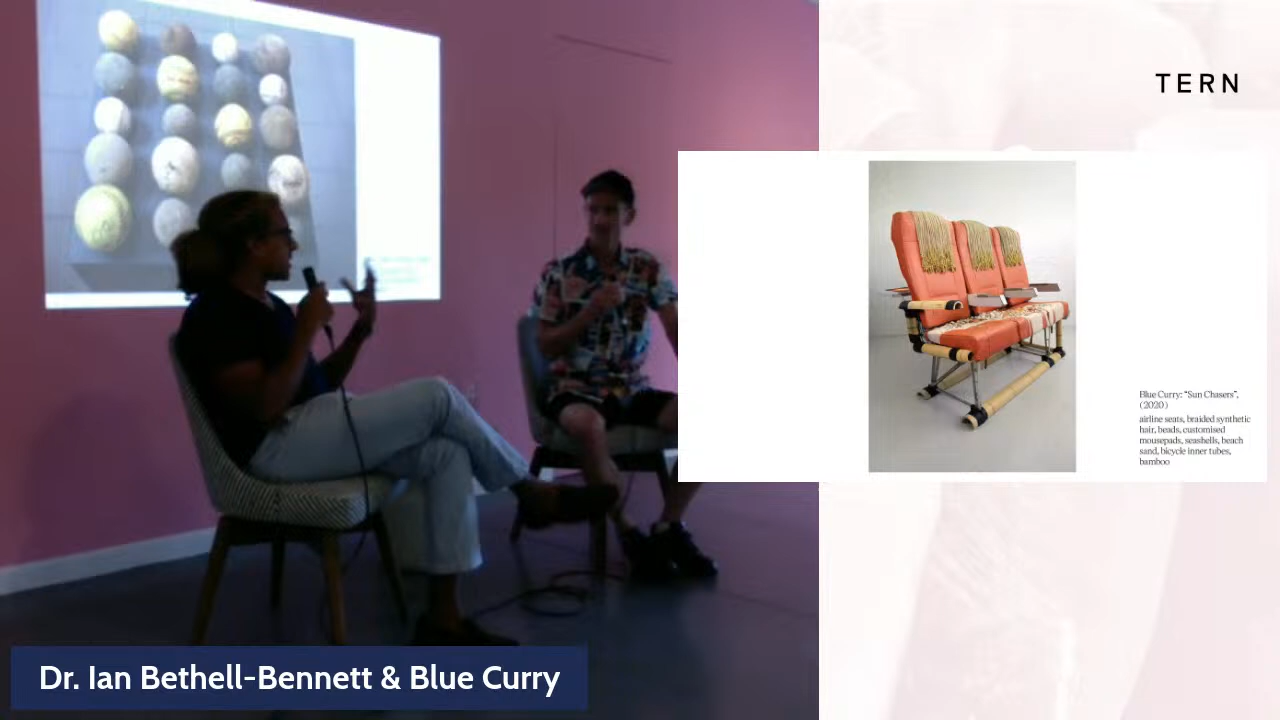 TERN
Blue Curry: “Sun Chasers”,
(2020)
airline seats, braided synthetic
hair, beads, customised
mousepads, seashells, beach
sand, bicycle inner tubes,
bamboo
Dr. Ian Bethell-Bennett & Blue Curry